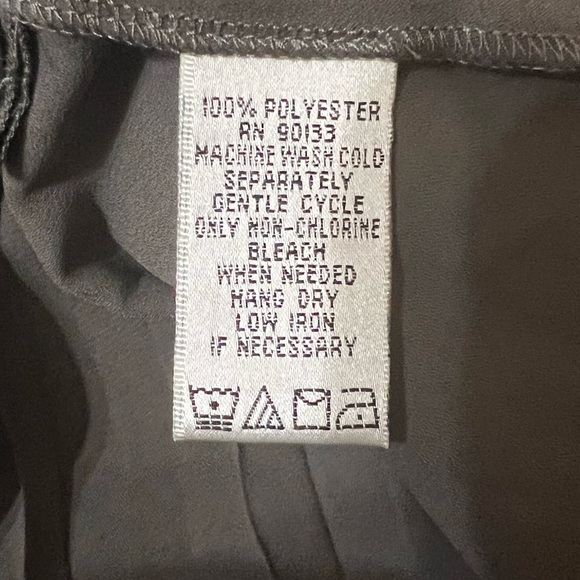 100% POLYESTER
RN 90133
MACHINE WASH COLD
SEPARATELY
GENTLE CYCLE
ONLY NON-CHLORINE
BLEACH
WHEN NEEDED
HANG DRY
LOW IRON
IF NECESSARY